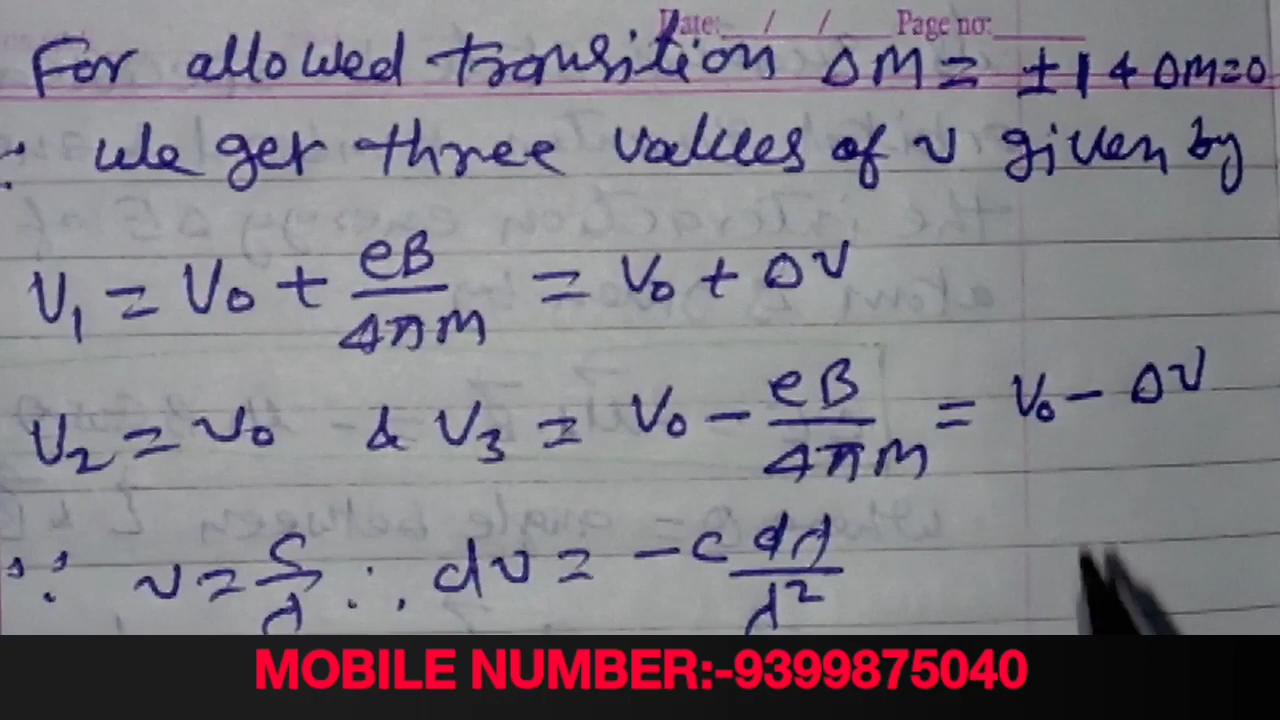 Date: / / Page no:
For allowed transition ΔM = ±1 & ΔM=0
∴ We get three values of ν given by
ν₁ = ν₀ + eB/4πm = ν₀ + Δν
ν₂ = ν₀ & ν₃ = ν₀ - eB/4πm = ν₀ - Δν
∵ ν = c/λ ∴ dν = -c dλ/λ²
MOBILE NUMBER:-9399875040